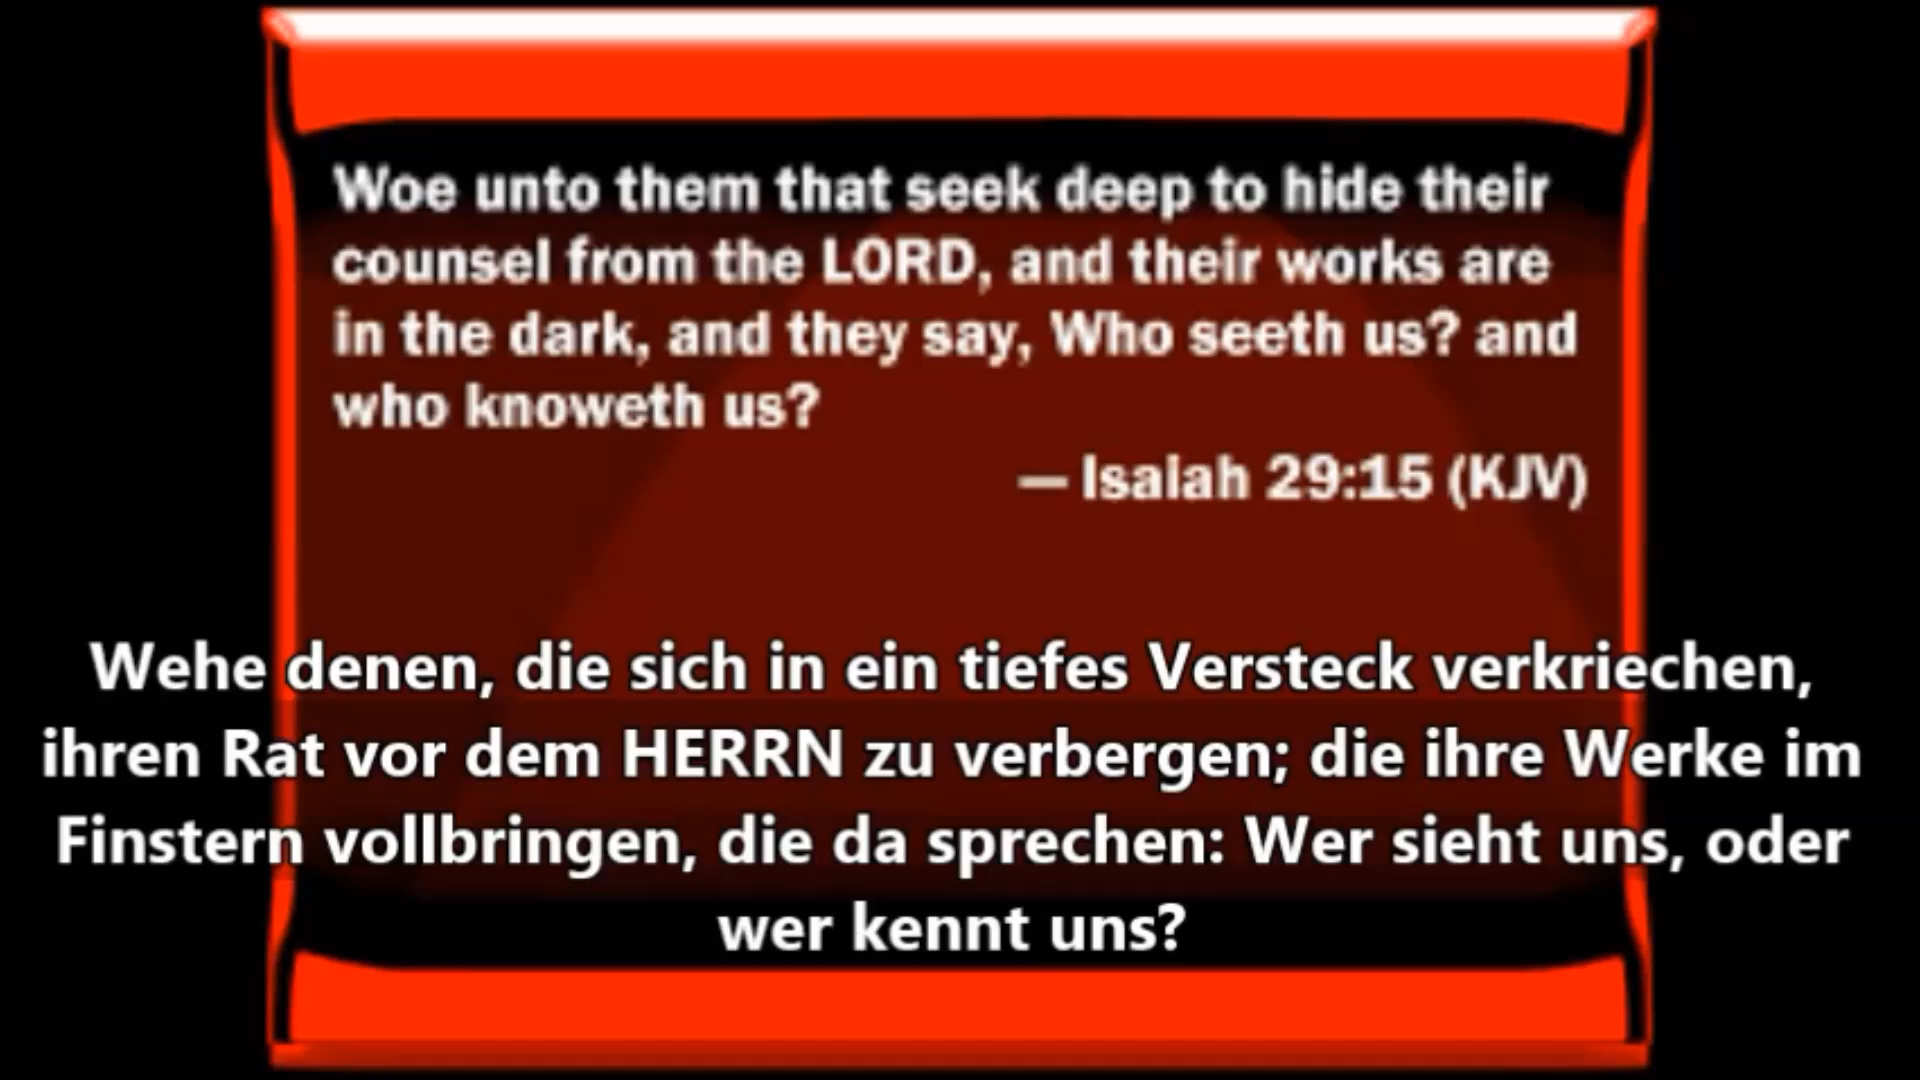 Woe unto them that seek deep to hide their
counsel from the LORD, and their works are
in the dark, and they say, Who seeth us? and
who knoweth us?
— Isaiah 29:15 (KJV)
Wehe denen, die sich in ein tiefes Versteck verkriechen,
ihren Rat vor dem HERRN zu verbergen; die ihre Werke im
Finstern vollbringen, die da sprechen: Wer sieht uns, oder
wer kennt uns?